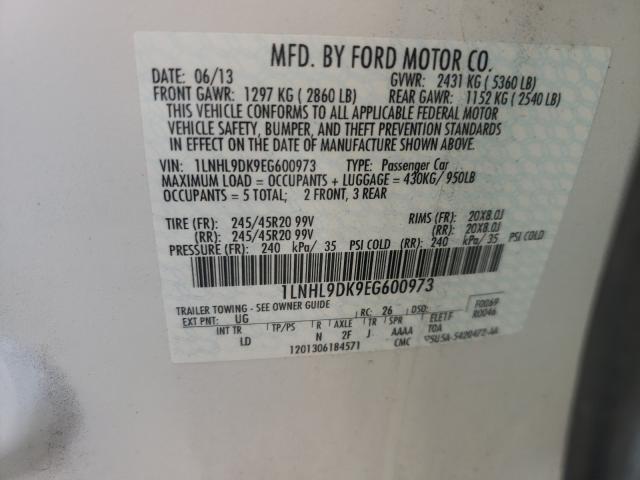 MFD. BY FORD MOTOR CO.
DATE: 06/13 GVWR: 2431 KG ( 5360 LB)
FRONT GAWR: 1297 KG ( 2860 LB) REAR GAWR: 1152 KG ( 2540 LB)
THIS VEHICLE CONFORMS TO ALL APPLICABLE FEDERAL MOTOR
VEHICLE SAFETY, BUMPER, AND THEFT PREVENTION STANDARDS
IN EFFECT ON THE DATE OF MANUFACTURE SHOWN ABOVE.
VIN: 1LNHL9DK9EG600973 TYPE: Passenger Car
MAXIMUM LOAD = OCCUPANTS + LUGGAGE = 430KG/ 950LB
OCCUPANTS = 5 TOTAL; 2 FRONT, 3 REAR
TIRE (FR): 245/45R20 99V RIMS (FR): 20X8.0J
(RR): 245/45R20 99V (RR): 20X8.0J
PRESSURE (FR): 240 kPa/ 35 PSI COLD (RR): 240 kPa/ 35 PSI COLD
1LNHL9DK9EG600973
TRAILER TOWING - SEE OWNER GUIDE F0069
EXT PNT: UG RC: 26 DSO: R0046
INT TR TP/PS R AXLE TR SPR ELE1F
LD N 2F J AAAA TOA
1201306184571 CMC